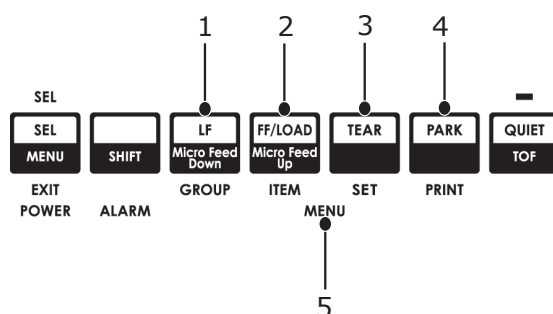 1 2 3 4
SEL
SEL LF FF/LOAD TEAR PARK QUIET
MENU SHIFT Micro Feed Down Micro Feed Up TOF
EXIT GROUP ITEM SET PRINT
POWER ALARM MENU
5